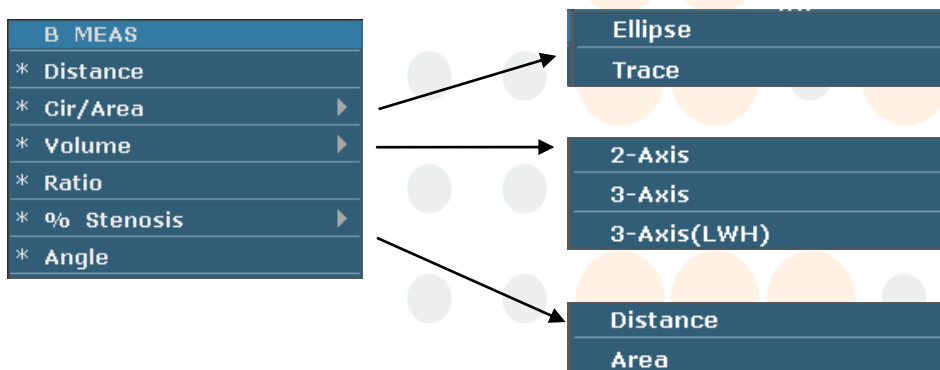 B MEAS
* Distance
* Cir/Area
* Volume
* Ratio
* % Stenosis
* Angle
Ellipse
Trace
2-Axis
3-Axis
3-Axis(LWH)
Distance
Area